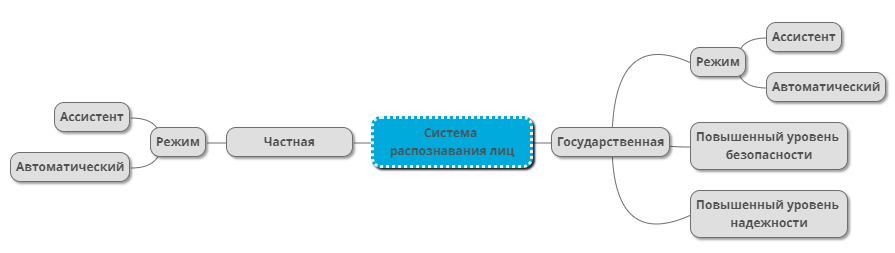 Ассистент
Режим
Автоматический
Ассистент
Режим
Автоматический
Частная
Система
распознавания лиц
Государственная
Повышенный уровень
безопасности
Повышенный уровень
надежности